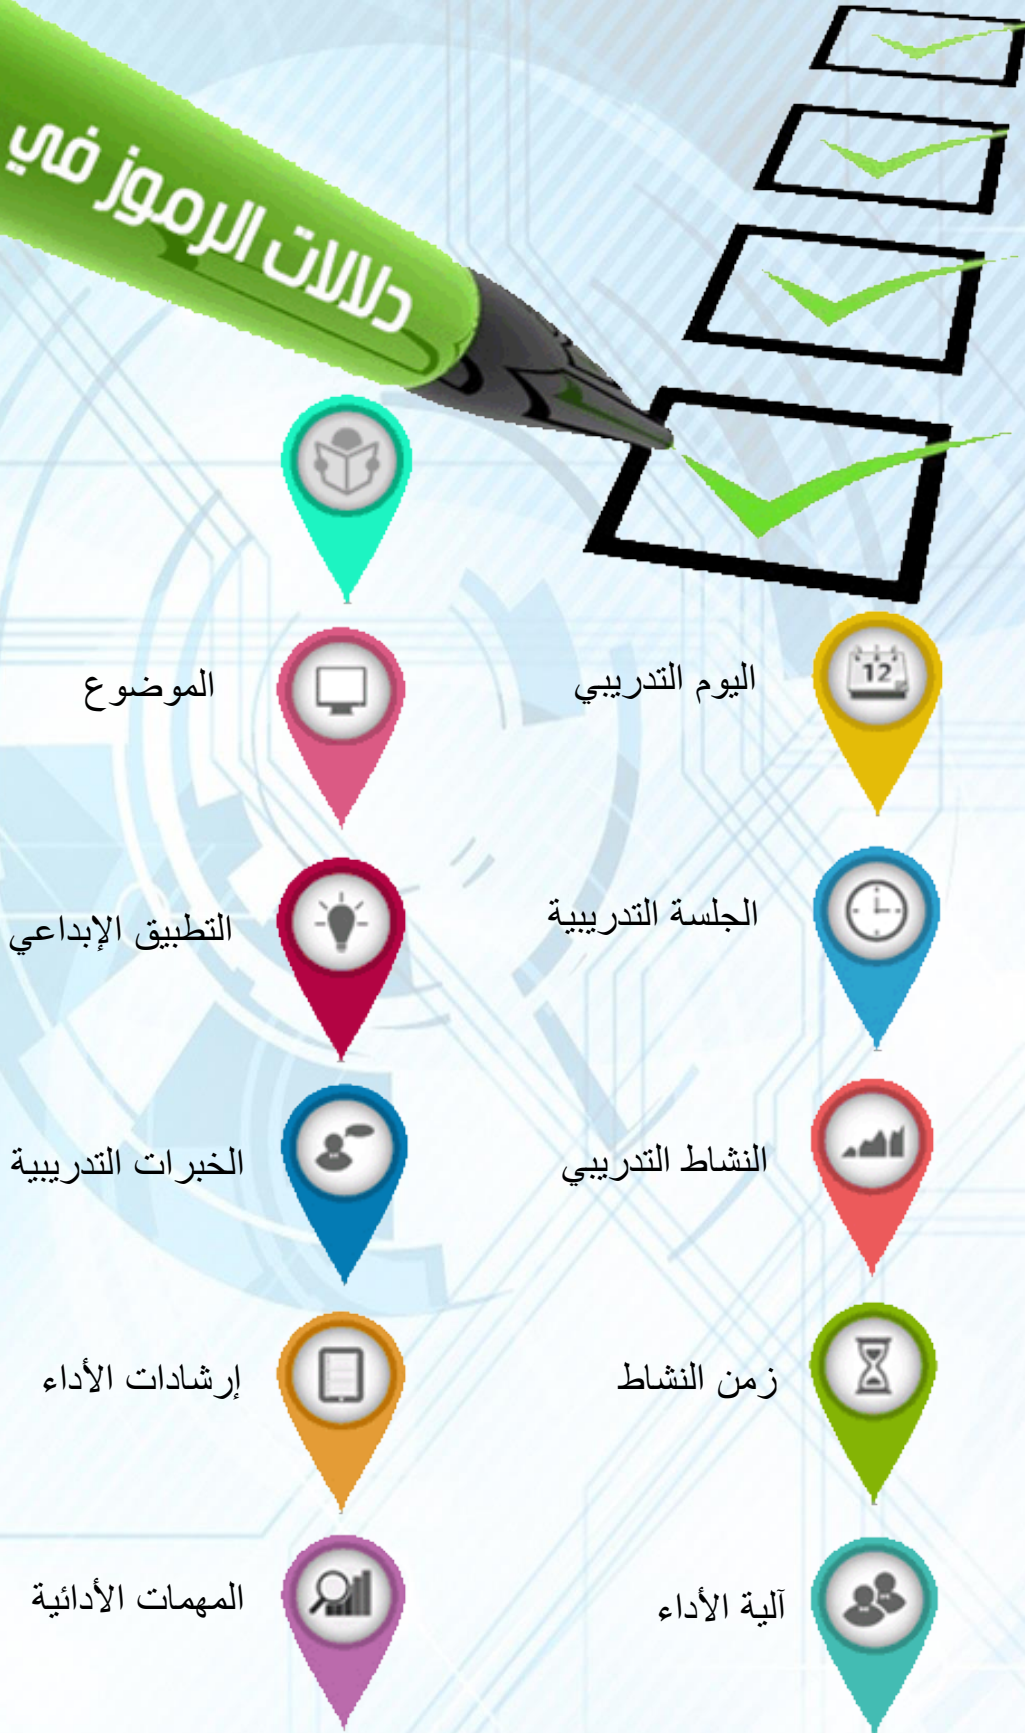 دلالات الرموز في
اليوم التدريبي
12
الموضوع
الجلسة التدريبية
التطبيق الإبداعي
النشاط التدريبي
الخبرات التدريبية
زمن النشاط
إرشادات الأداء
آلية الأداء
المهمات الأدائية